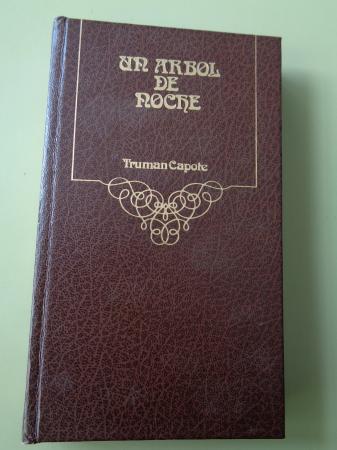 UN ARBOL
DE
NOCHE
Truman Capote